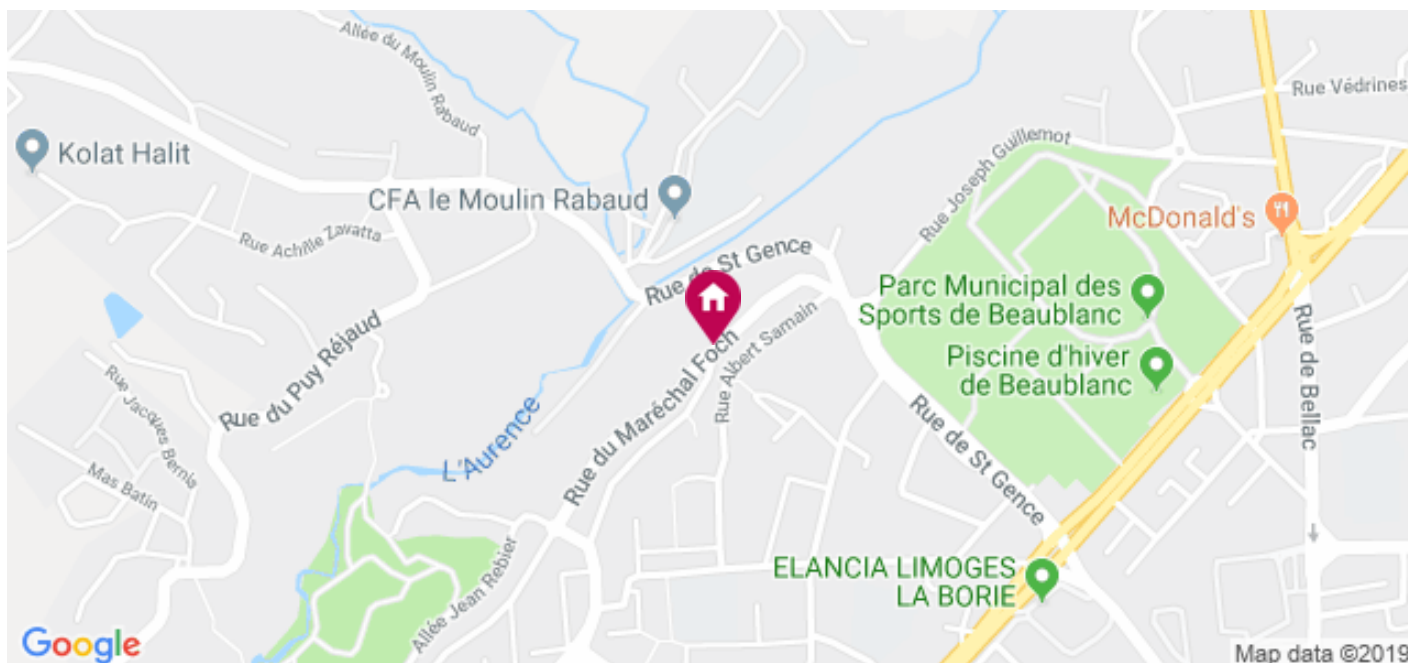 Allée du Moulin Rabaud
Rue Védrines
Kolat Halit
CFA le Moulin Rabaud
Rue Joseph Guillemot
McDonald's
Rue Achille Zavatta
Rue de St Gence
Parc Municipal des
Sports de Beaublanc
Rue du Puy Réjaud
Rue Albert Samain
Piscine d'hiver
de Beaublanc
Rue de Bellac
Rue Jacques Bernia
Rue du Maréchal Foch
L'Aurence
Rue de St Gence
Mas Batin
ELANCIA LIMOGES
LA BORIE
Allée Jean Rebier
Google
Map data ©2019